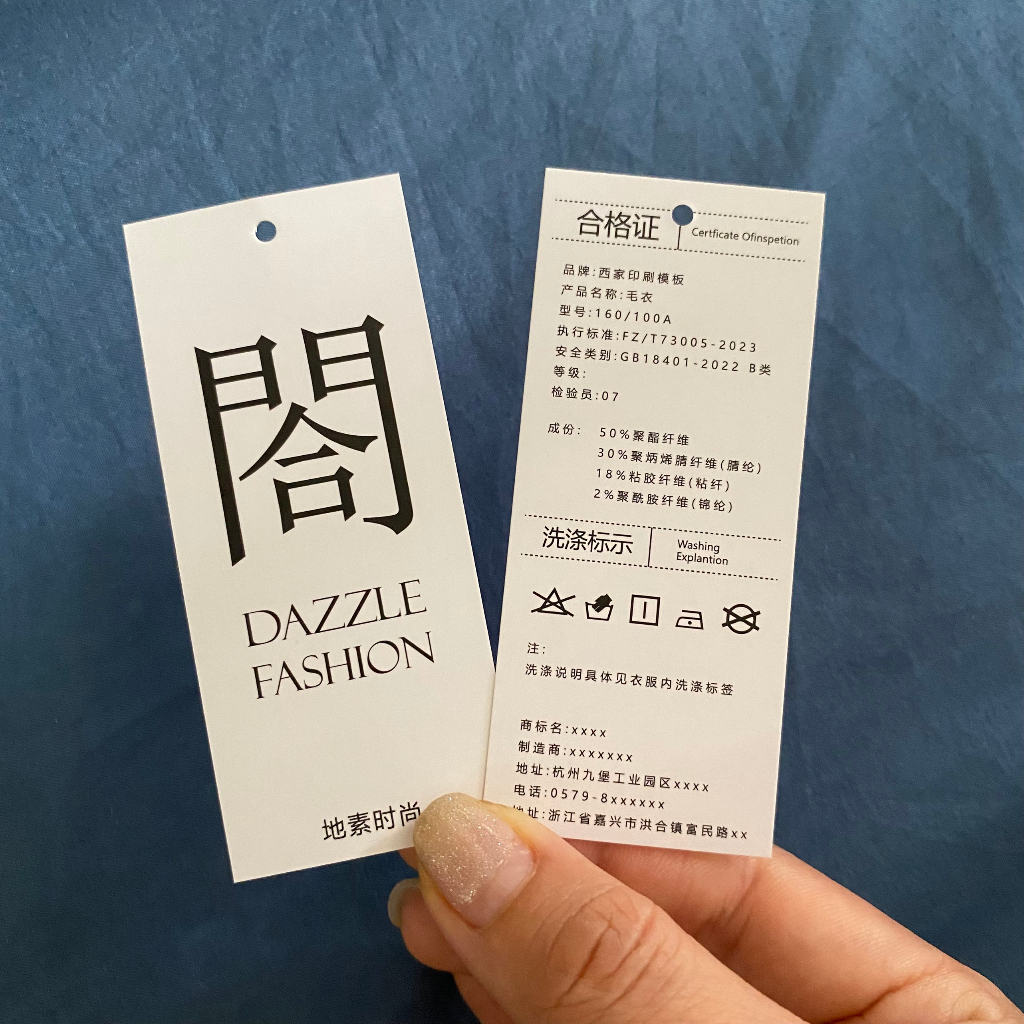 閤
DAZZLE
FASHION
地素时尚
合格证
Certficate Ofinspetion
品牌:西家印刷模板
产品名称:毛衣
型号:160/100A
执行标准:FZ/T73005-2023
安全类别:GB18401-2022 B类
等级:
检验员:07
成份: 50%聚酯纤维
30%聚炳烯腈纤维(腈纶)
18%粘胶纤维(粘纤)
2%聚酰胺纤维(锦纶)
洗涤标示
Washing
Explantion
注:
洗涤说明具体见衣服内洗涤标签
商标名:xxxx
制造商:xxxxxxx
地址:杭州九堡工业园区xxxx
电话:0579-8xxxxxx
地址:浙江省嘉兴市洪合镇富民路xx